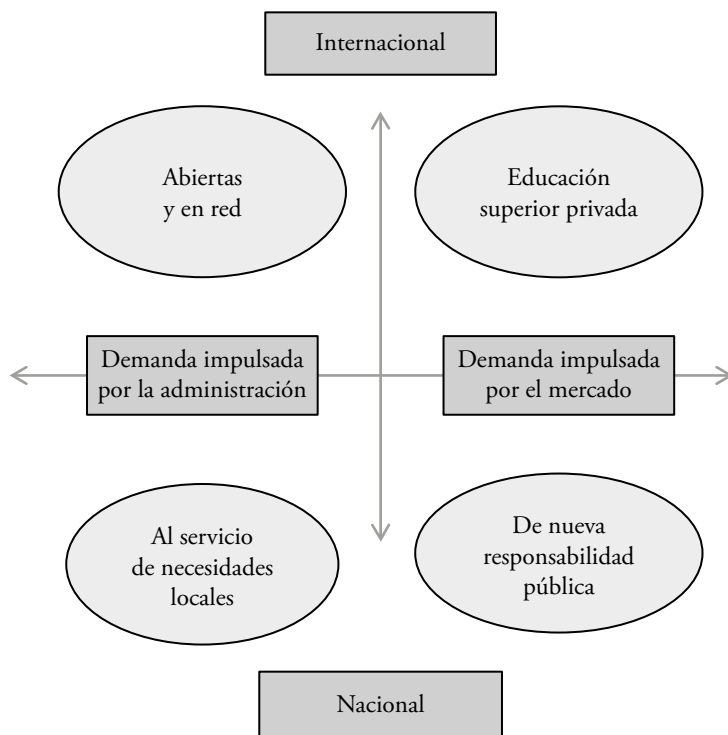 Internacional
Abiertas
y en red
Educación
superior privada
Demanda impulsada
por la administración
Demanda impulsada
por el mercado
Al servicio
de necesidades
locales
De nueva
responsabilidad
pública
Nacional